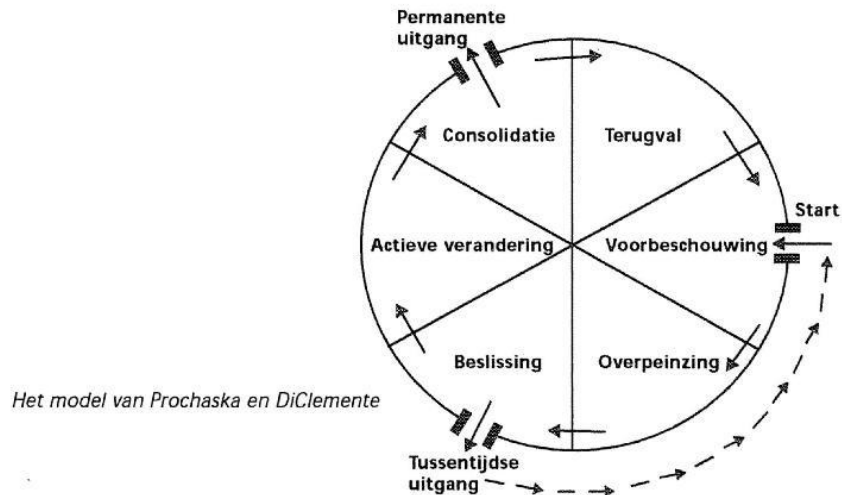 Permanente
uitgang
Consolidatie
Terugval
Start
Actieve verandering
Voorbeschouwing
Beslissing
Overpeinzing
Het model van Prochaska en DiClemente
Tussentijdse
uitgang